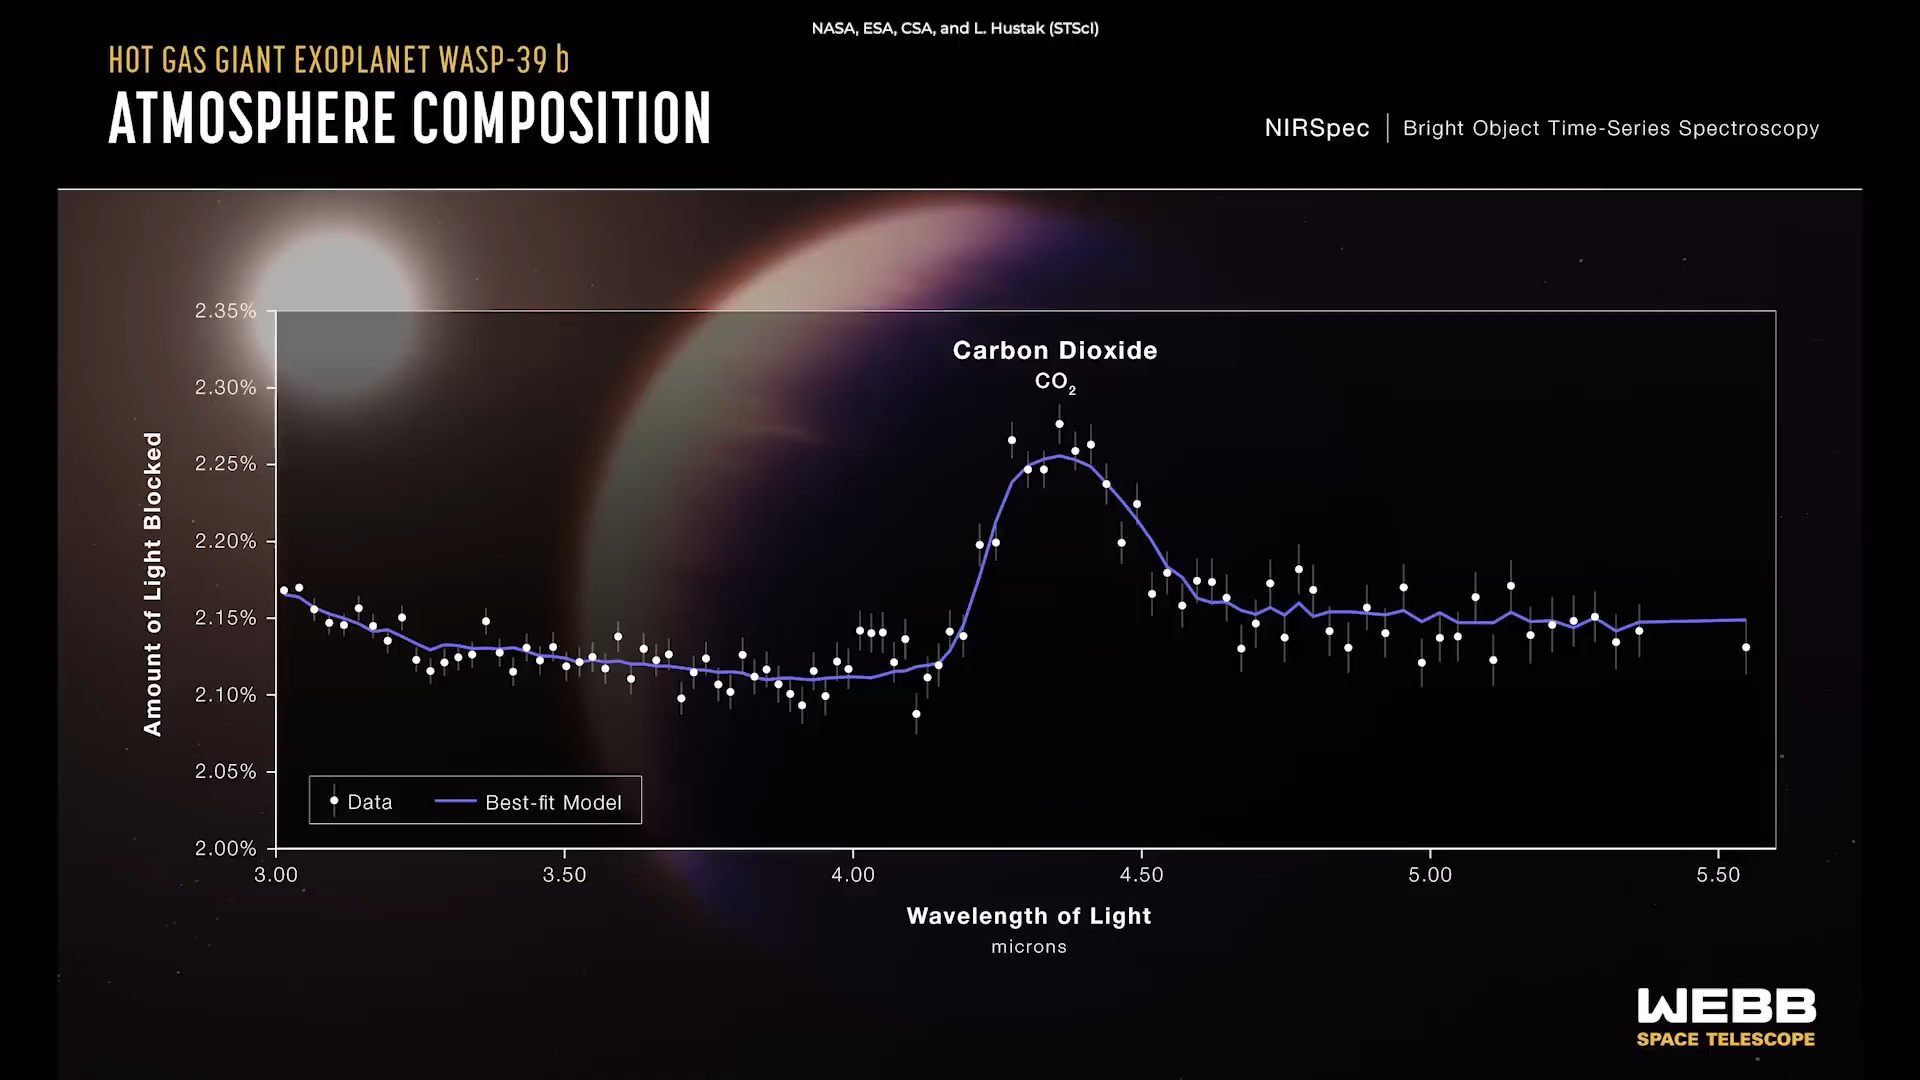 NASA, ESA, CSA, and L. Hustak (STScI)
HOT GAS GIANT EXOPLANET WASP-39 b
ATMOSPHERE COMPOSITION
NIRSpec | Bright Object Time-Series Spectroscopy
Carbon Dioxide
CO₂
2.35%
2.30%
2.25%
2.20%
2.15%
2.10%
2.05%
2.00%
Amount of Light Blocked
Data
Best-fit Model
3.00 3.50 4.00 4.50 5.00 5.50
Wavelength of Light
microns
WEBB
SPACE TELESCOPE